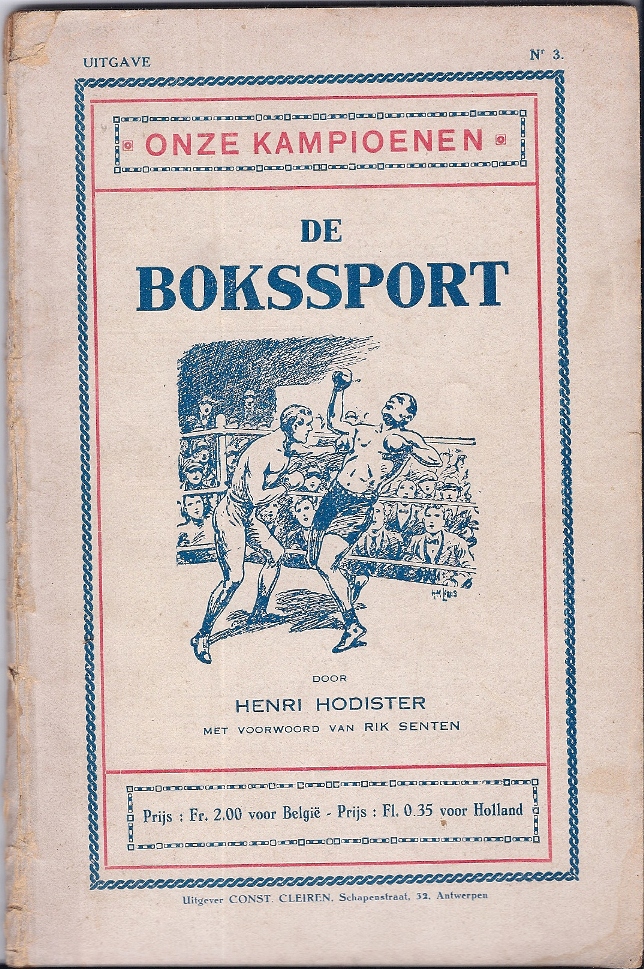 UITGAVE
Nr 3.
ONZE KAMPIOENEN
DE
BOKSSPORT
DOOR
HENRI HODISTER
MET VOORWOORD VAN RIK SENTEN
Prijs : Fr. 2.00 voor België - Prijs : Fl. 0.35 voor Holland
Uitgever CONST. CLEIREN, Schapenstraat, 32, Antwerpen